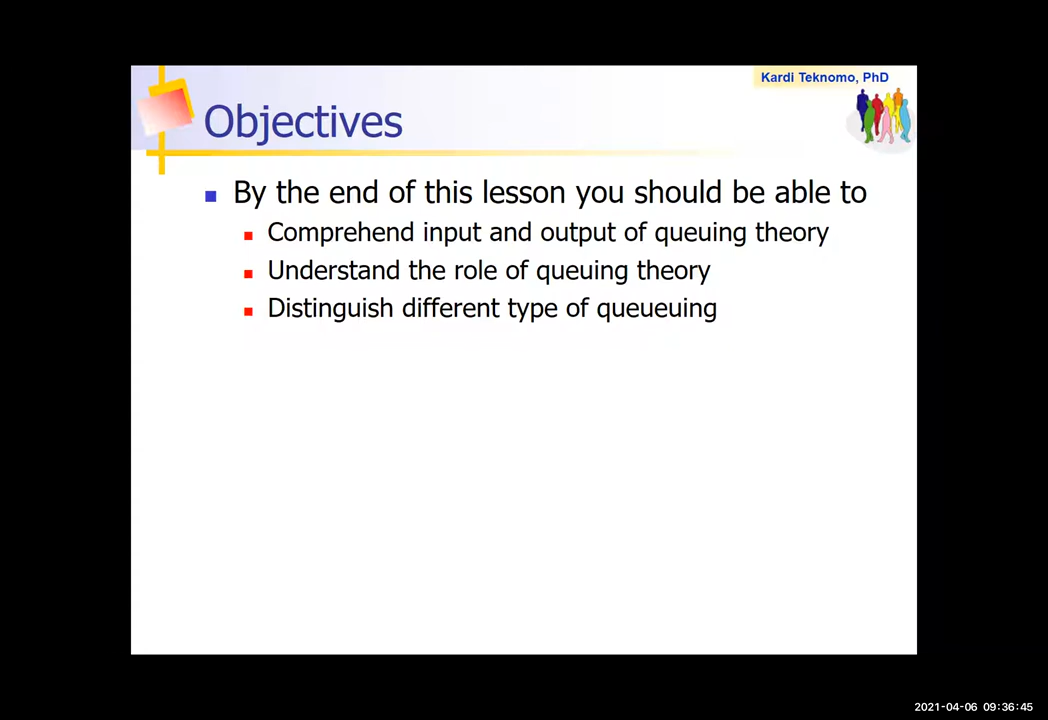 Kardi Teknomo, PhD
Objectives
By the end of this lesson you should be able to
Comprehend input and output of queuing theory
Understand the role of queuing theory
Distinguish different type of queueuing
2021-04-06 09:36:45